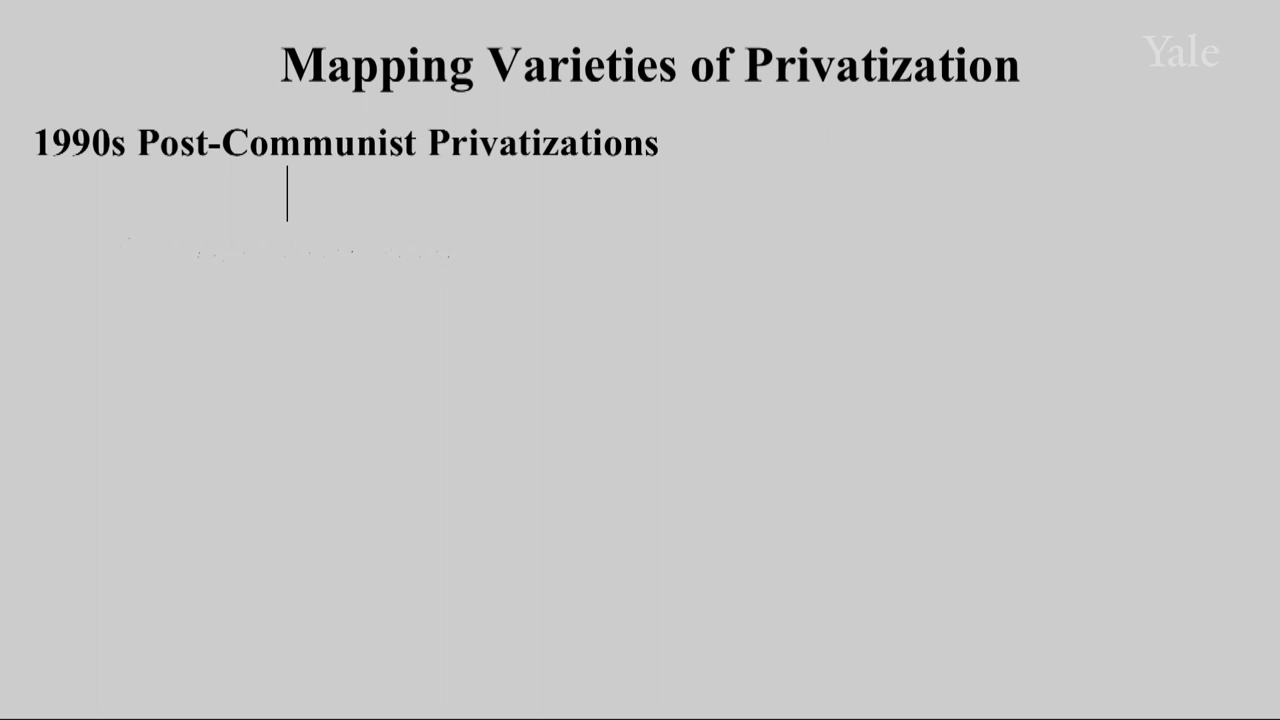 Mapping Varieties of Privatization
Yale
1990s Post-Communist Privatizations